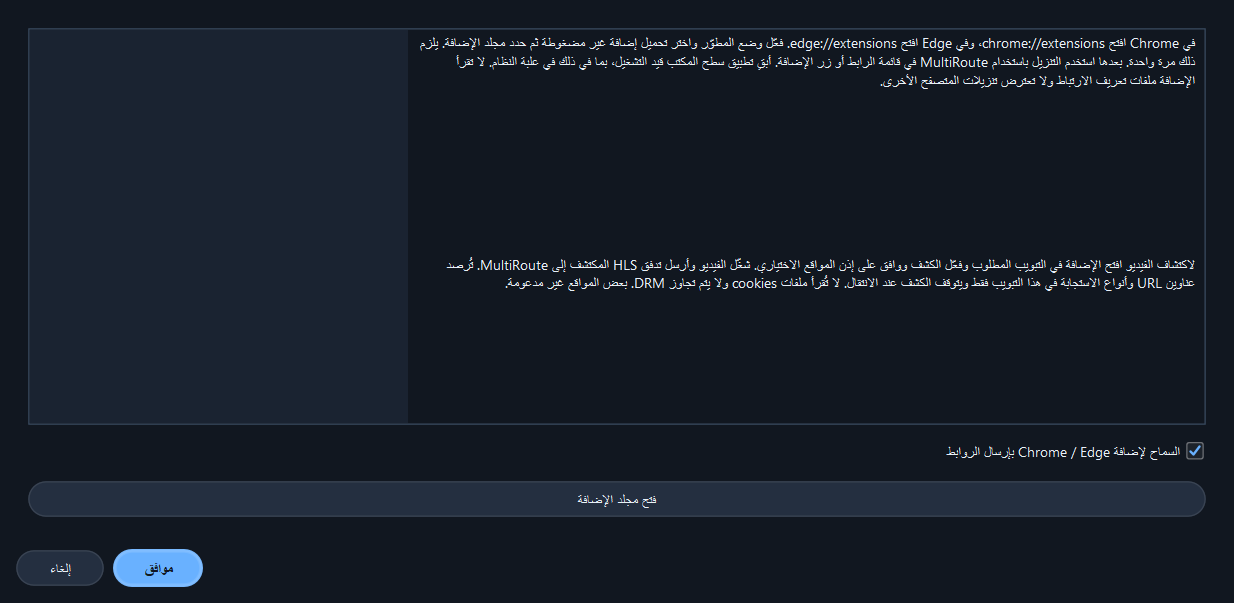 في Chrome افتح chrome://extensions، وفي Edge افتح edge://extensions. فعّل وضع المطوّر واختر تحميل إضافة غير مضغوطة ثم حدد مجلد الإضافة. يلزم
ذلك مرة واحدة. بعدها استخدم التنزيل باستخدام MultiRoute في قائمة الرابط أو زر الإضافة. أبقِ تطبيق سطح المكتب قيد التشغيل، بما في ذلك في علبة النظام. لا تقرأ
الإضافة ملفات تعريف الارتباط ولا تعترض تنزيلات المتصفح الأخرى.
لاكتشاف الفيديو افتح الإضافة في التبويب المطلوب وفعّل الكشف ووافق على إذن المواقع الاختياري. شغّل الفيديو وأرسل تدفق HLS المكتشف إلى MultiRoute. تُرصد
عناوين URL وأنواع الاستجابة في هذا التبويب فقط ويتوقف الكشف عند الانتقال. لا تُقرأ ملفات cookies ولا يتم تجاوز DRM. بعض المواقع غير مدعومة.
السماح لإضافة Chrome / Edge بإرسال الروابط
فتح مجلد الإضافة
موافق
إلغاء